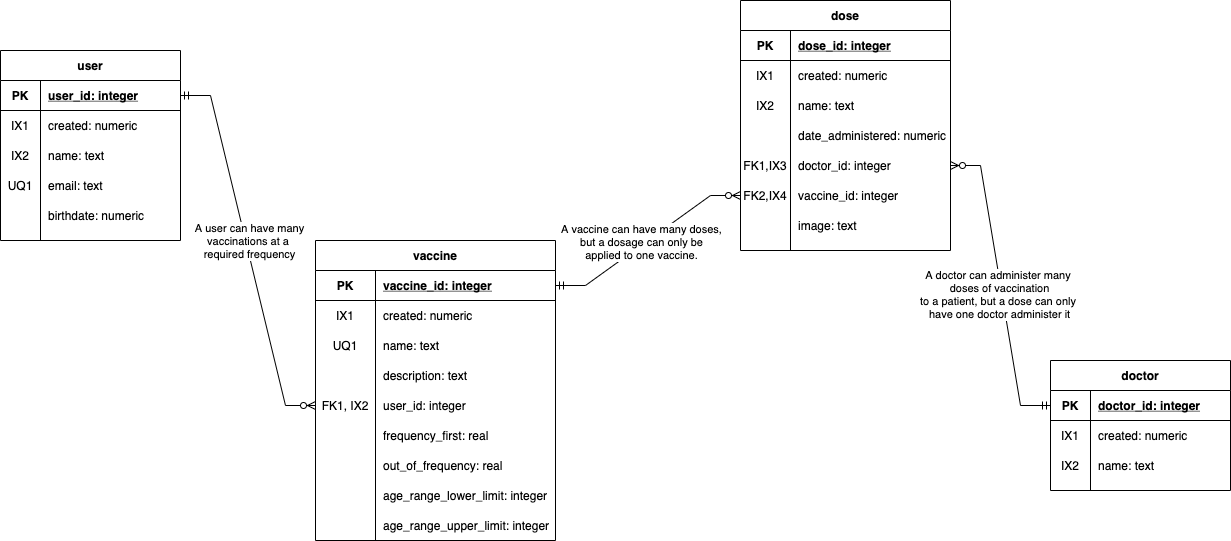 user
PK user_id: integer
IX1 created: numeric
IX2 name: text
UQ1 email: text
birthdate: numeric
A user can have many
vaccinations at a
required frequency
vaccine
PK vaccine_id: integer
IX1 created: numeric
UQ1 name: text
description: text
FK1, IX2 user_id: integer
frequency_first: real
out_of_frequency: real
age_range_lower_limit: integer
age_range_upper_limit: integer
A vaccine can have many doses,
but a dosage can only be
applied to one vaccine.
dose
PK dose_id: integer
IX1 created: numeric
IX2 name: text
date_administered: numeric
FK1,IX3 doctor_id: integer
FK2,IX4 vaccine_id: integer
image: text
A doctor can administer many
doses of vaccination
to a patient, but a dose can only
have one doctor administer it
doctor
PK doctor_id: integer
IX1 created: numeric
IX2 name: text